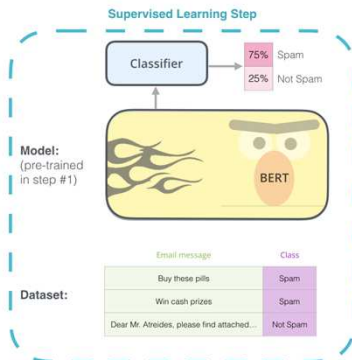 Supervised Learning Step
Classifier
75% Spam
25% Not Spam
Model:
(pre-trained
in step #1)
BERT
Email message Class
Dataset:
Buy these pills Spam
Win cash prizes Spam
Dear Mr. Atreides, please find attached... Not Spam